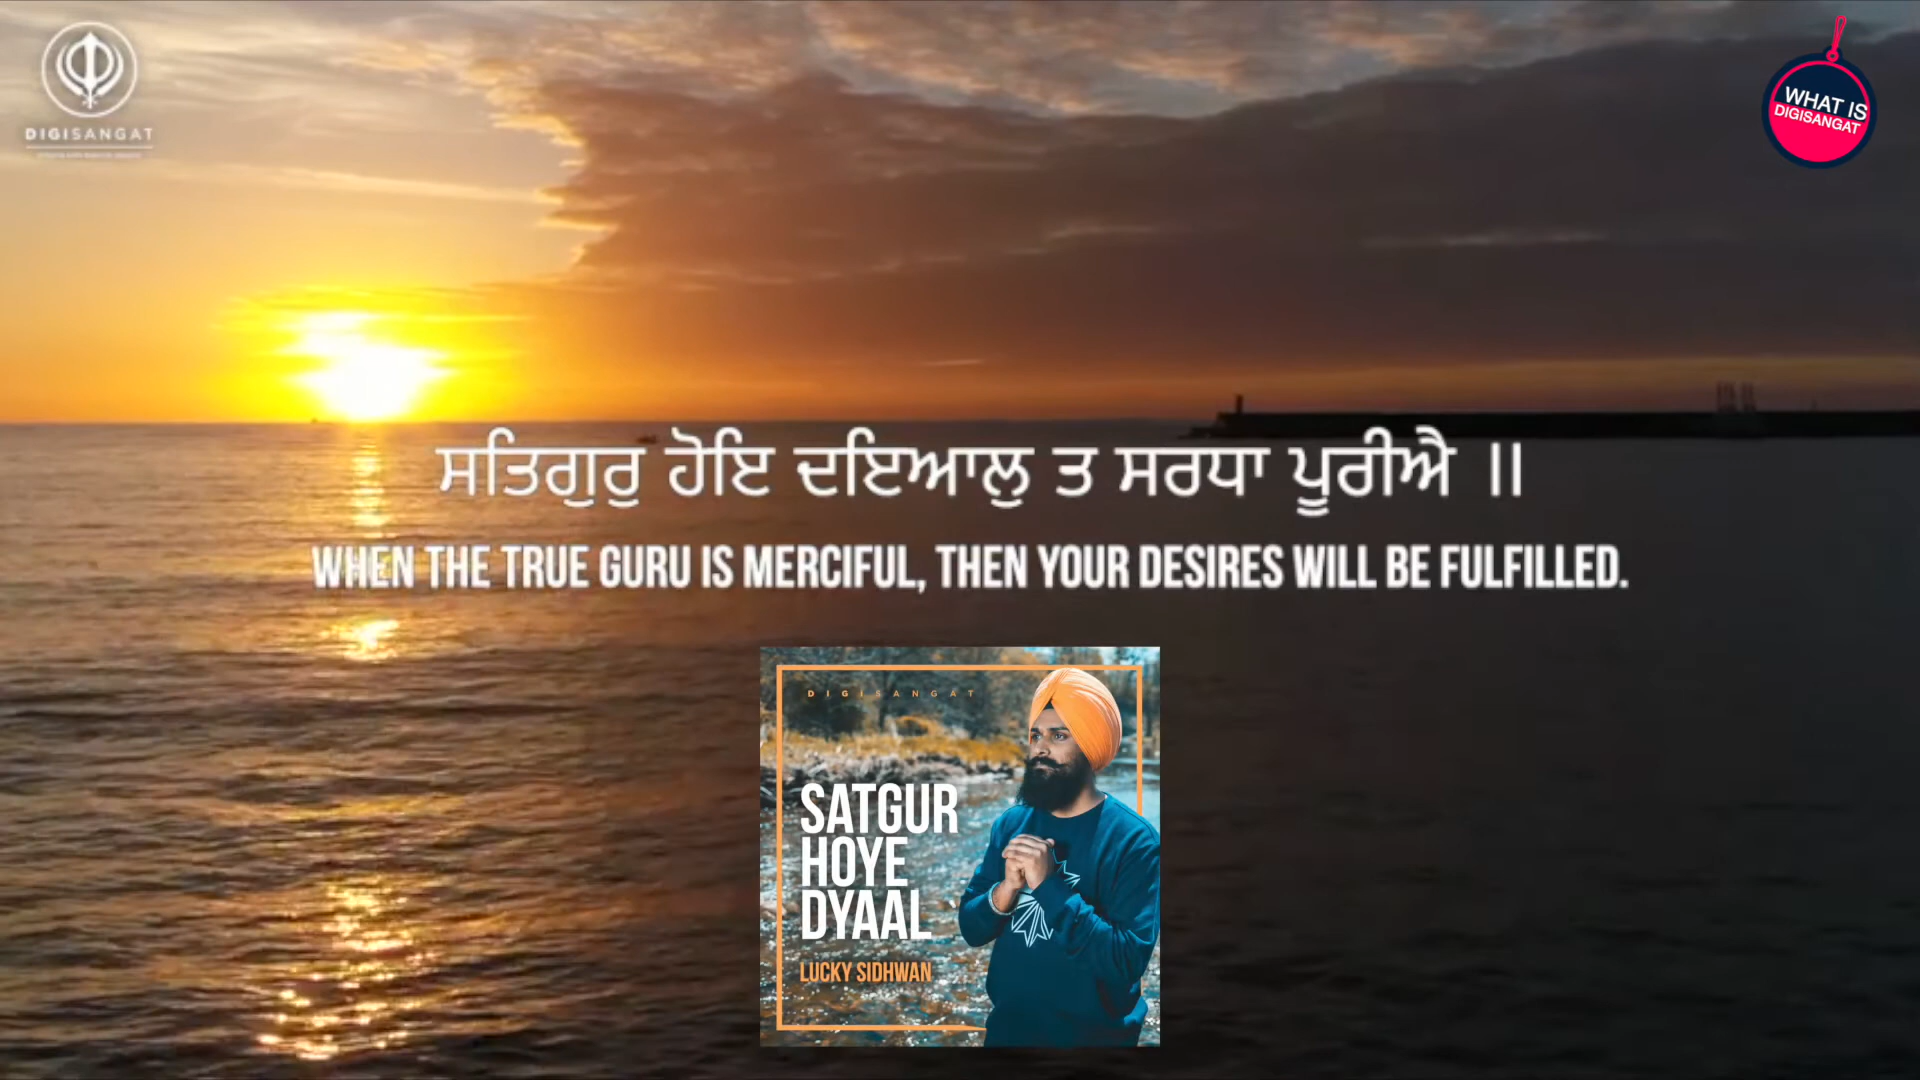 DIGISANGAT
WHAT IS
DIGISANGAT
ਸਤਿਗੁਰੁ ਹੋਇ ਦਇਆਲੁ ਤ ਸਰਧਾ ਪੂਰੀਐ ॥
WHEN THE TRUE GURU IS MERCIFUL, THEN YOUR DESIRES WILL BE FULFILLED.
DIGISANGAT
SATGUR
HOYE
DYAAL
LUCKY SIDHWAN